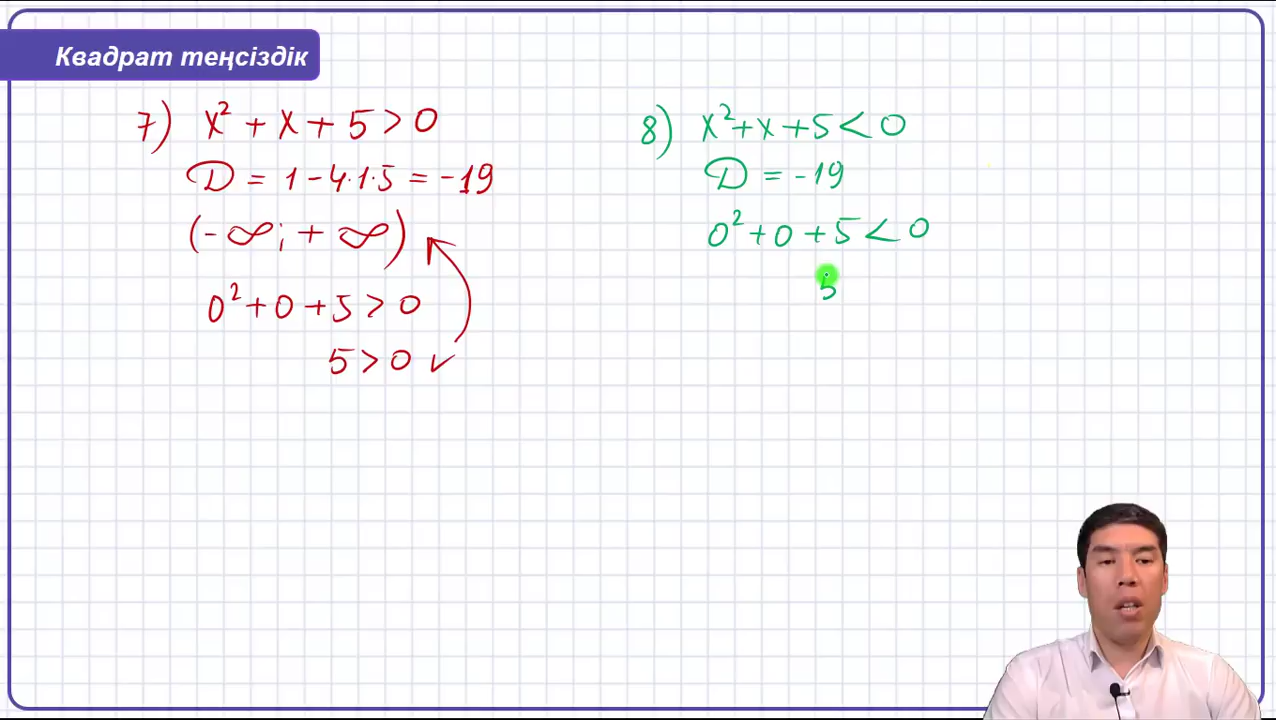 Квадрат теңсіздік
7) x² + x + 5 > 0
D = 1 - 4·1·5 = -19
(-∞; + ∞)
0² + 0 + 5 > 0
5 > 0 ✓
8) x² + x + 5 < 0
D = -19
0² + 0 + 5 < 0
5